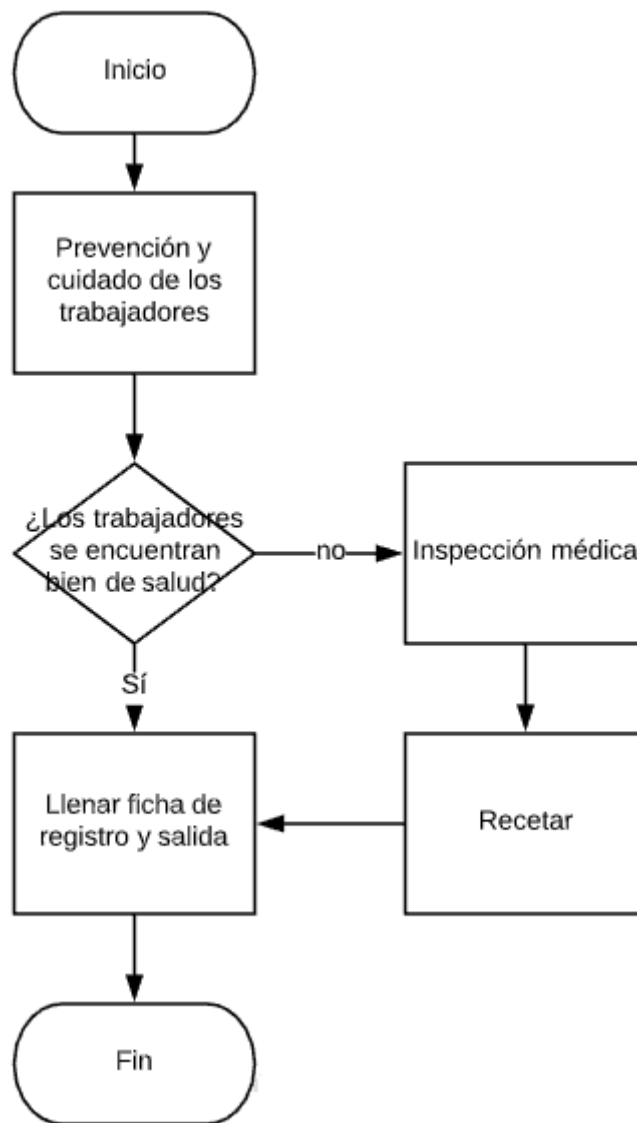 Inicio
Prevención y
cuidado de los
trabajadores
¿Los trabajadores
se encuentran
bien de salud?
no
Inspección médica
Sí
Llenar ficha de
registro y salida
Recetar
Fin